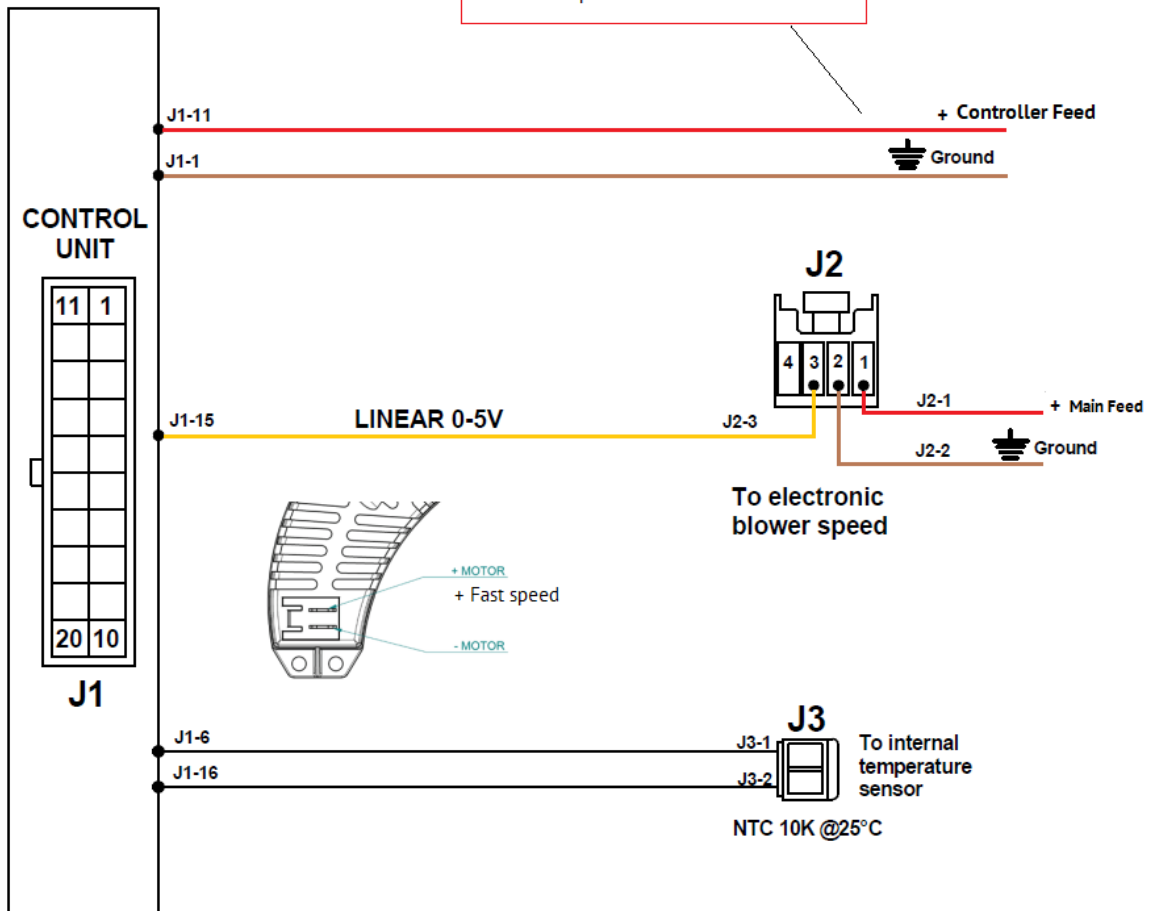 J1-11
+ Controller Feed
J1-1
Ground
CONTROL
UNIT
J2
11 1
4 3 2 1
J1-15
LINEAR 0-5V
J2-3
J2-1
+ Main Feed
J2-2
Ground
To electronic
blower speed
+ MOTOR
+ Fast speed
- MOTOR
20 10
J1
J1-6
J3
J3-1
To internal
temperature
sensor
J1-16
J3-2
NTC 10K @25°C